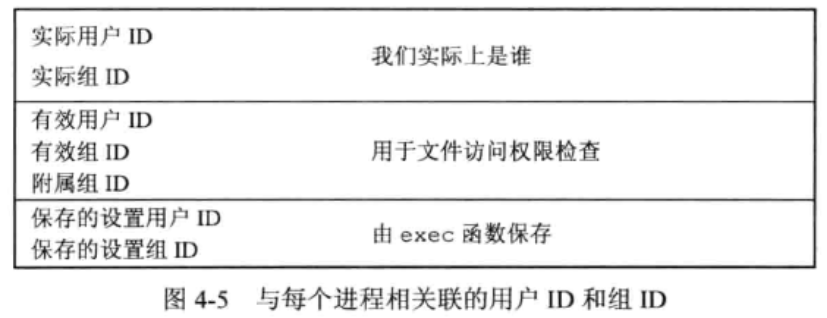 实际用户 ID
实际组 ID
我们实际上是谁
有效用户 ID
有效组 ID
附属组 ID
用于文件访问权限检查
保存的设置用户 ID
保存的设置组 ID
由 exec 函数保存
图 4-5 与每个进程相关联的用户 ID 和组 ID